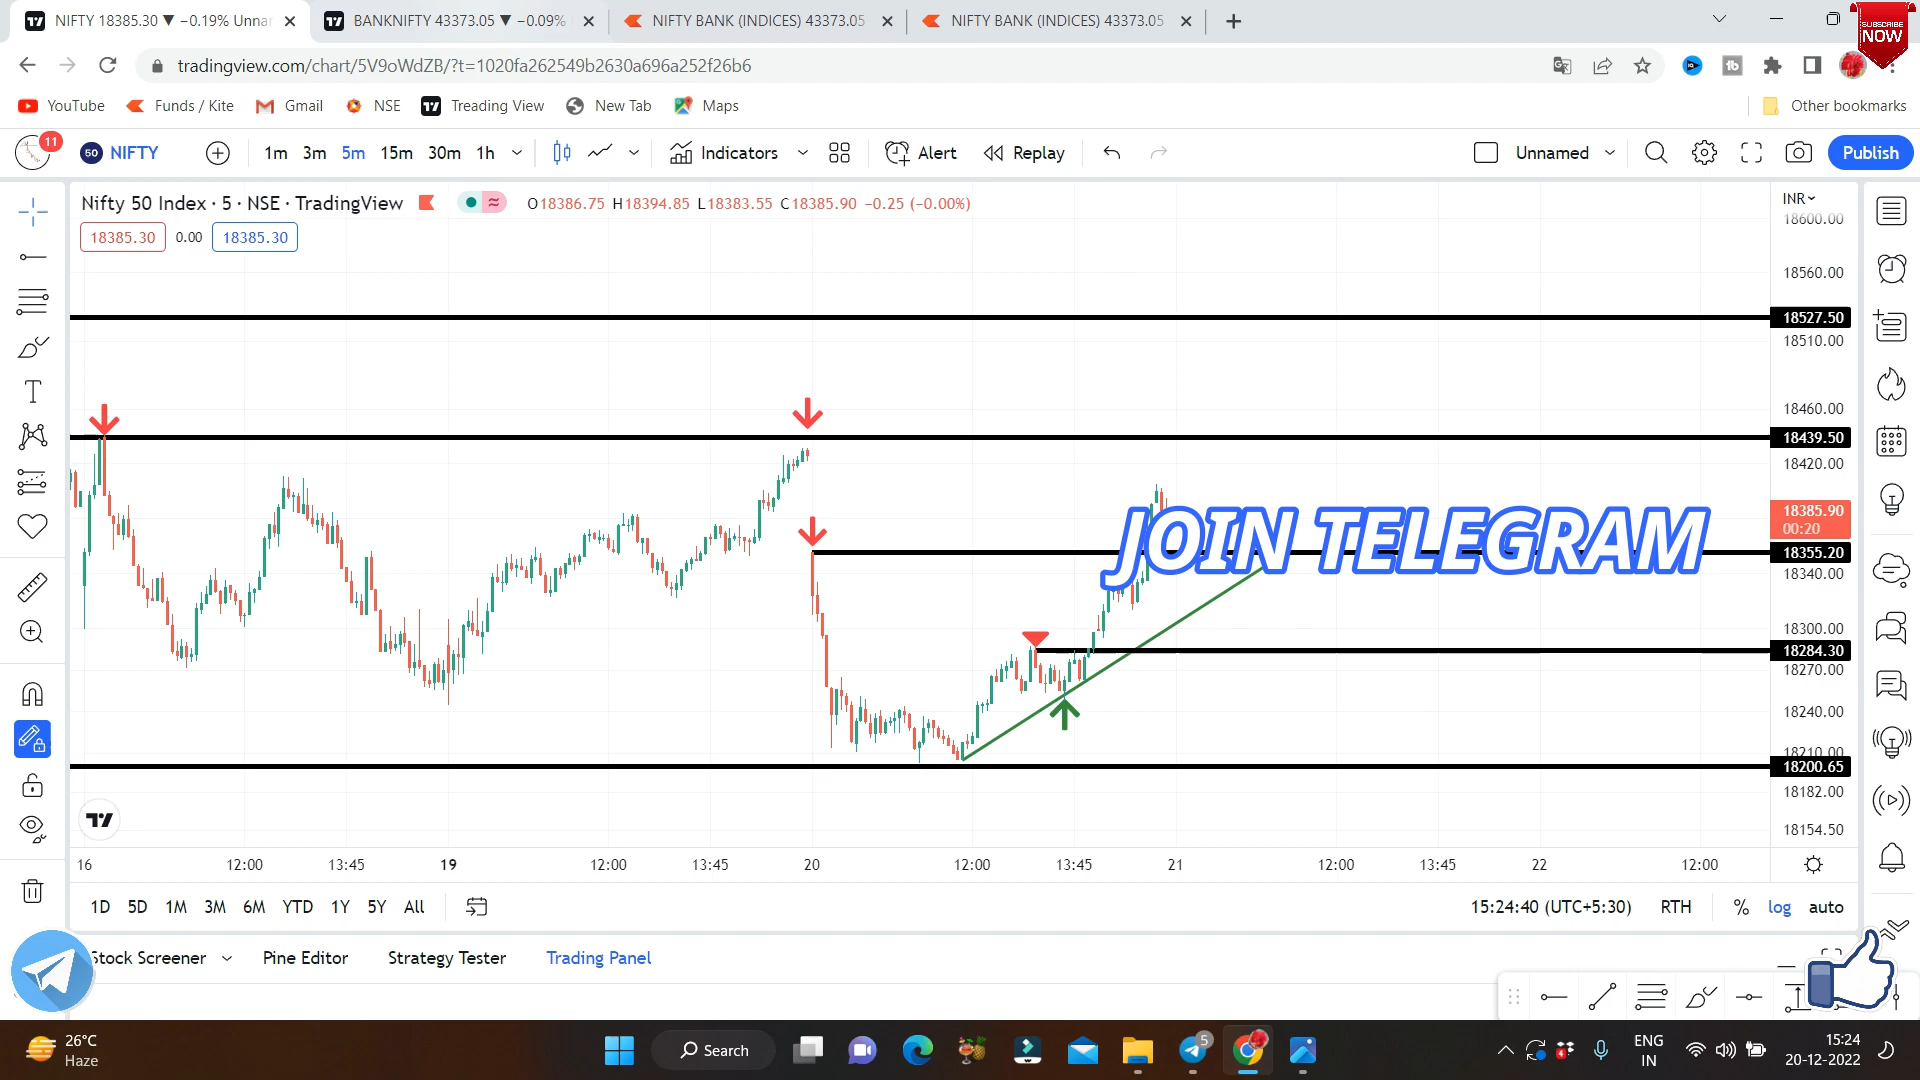 NIFTY 18385.30 ▼ −0.19% Unnar
BANKNIFTY 43373.05 ▼ −0.09%
NIFTY BANK (INDICES) 43373.05
NIFTY BANK (INDICES) 43373.05
SUBSCRIBE
NOW
tradingview.com/chart/5V9oWdZB/?t=1020fa262549b2630a696a252f26b6
YouTube Funds / Kite Gmail NSE Treading View New Tab Maps Other bookmarks
11
50 NIFTY 1m 3m 5m 15m 30m 1h Indicators Alert Replay Unnamed Publish
Nifty 50 Index · 5 · NSE · TradingView O18386.75 H18394.85 L18383.55 C18385.90 −0.25 (−0.00%)
INR
18385.30 0.00 18385.30
18600.00
18560.00
18527.50
18510.00
18460.00
18439.50
18420.00
18385.90
00:20
JOIN TELEGRAM
18355.20
18340.00
18300.00
18284.30
18270.00
18240.00
18210.00
18200.65
18182.00
18154.50
16 12:00 13:45 19 12:00 13:45 20 12:00 13:45 21 12:00 13:45 22 12:00
1D 5D 1M 3M 6M YTD 1Y 5Y All 15:24:40 (UTC+5:30) RTH % log auto
Stock Screener Pine Editor Strategy Tester Trading Panel
26°C
Haze
Search
5
ENG
IN
15:24
20-12-2022